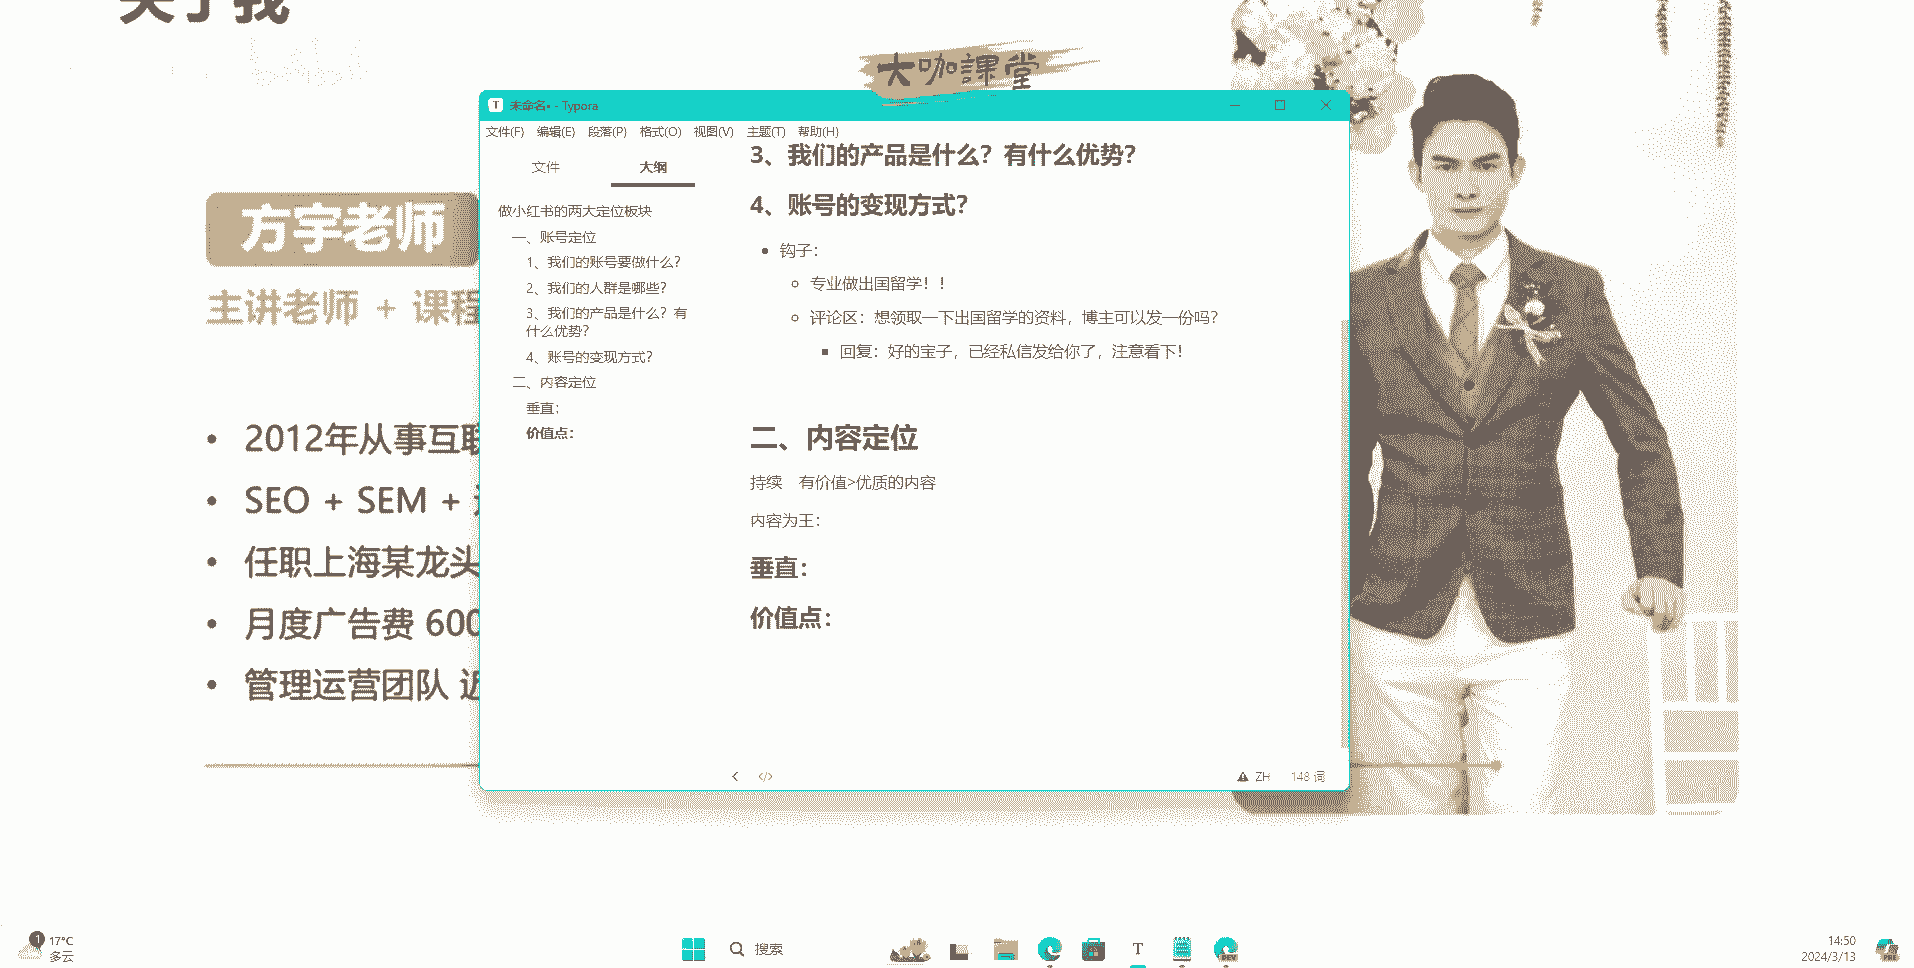 关于我
大咖課堂
方宇老师
主讲老师 + 课程
2012年从事互联
SEO + SEM +
任职上海某龙头
月度广告费 600
管理运营团队 近
未命名• - Typora
文件(F) 编辑(E) 段落(P) 格式(O) 视图(V) 主题(T) 帮助(H)
文件 大纲
做小红书的两大定位板块
一、账号定位
1、我们的账号要做什么？
2、我们的人群是哪些？
3、我们的产品是什么？有
什么优势？
4、账号的变现方式？
二、内容定位
垂直：
价值点：
3、我们的产品是什么？有什么优势？
4、账号的变现方式？
钩子：
专业做出国留学！！
评论区：想领取一下出国留学的资料，博主可以发一份吗？
回复：好的宝子，已经私信发给你了，注意看下！
二、内容定位
持续 有价值>优质的内容
内容为王：
垂直：
价值点：
</> ZH 148 词
1 17°C
多云
搜索
T
DEV
14:50
2024/3/13
PRE